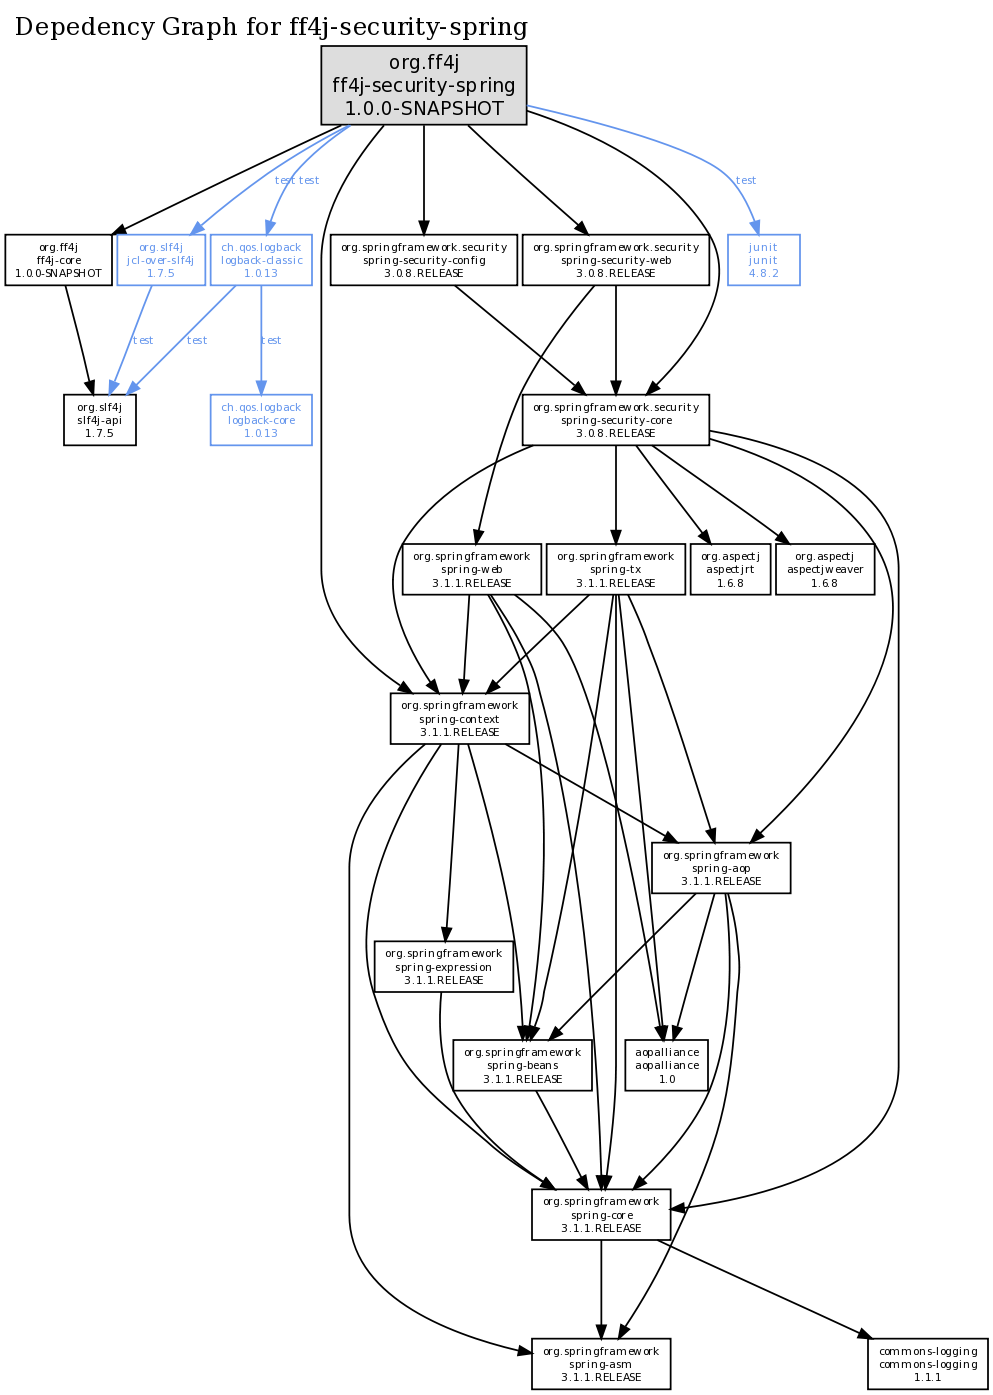 Depedency Graph for ff4j-security-spring
org.ff4j
ff4j-security-spring
1.0.0-SNAPSHOT
test test
test
org.ff4j
ff4j-core
1.0.0-SNAPSHOT
org.slf4j
jcl-over-slf4j
1.7.5
ch.qos.logback
logback-classic
1.0.13
org.springframework.security
spring-security-config
3.0.8.RELEASE
org.springframework.security
spring-security-web
3.0.8.RELEASE
junit
junit
4.8.2
test
test
test
org.slf4j
slf4j-api
1.7.5
ch.qos.logback
logback-core
1.0.13
org.springframework.security
spring-security-core
3.0.8.RELEASE
org.springframework
spring-web
3.1.1.RELEASE
org.springframework
spring-tx
3.1.1.RELEASE
org.aspectj
aspectjrt
1.6.8
org.aspectj
aspectjweaver
1.6.8
org.springframework
spring-context
3.1.1.RELEASE
org.springframework
spring-aop
3.1.1.RELEASE
org.springframework
spring-expression
3.1.1.RELEASE
org.springframework
spring-beans
3.1.1.RELEASE
aopalliance
aopalliance
1.0
org.springframework
spring-core
3.1.1.RELEASE
org.springframework
spring-asm
3.1.1.RELEASE
commons-logging
commons-logging
1.1.1